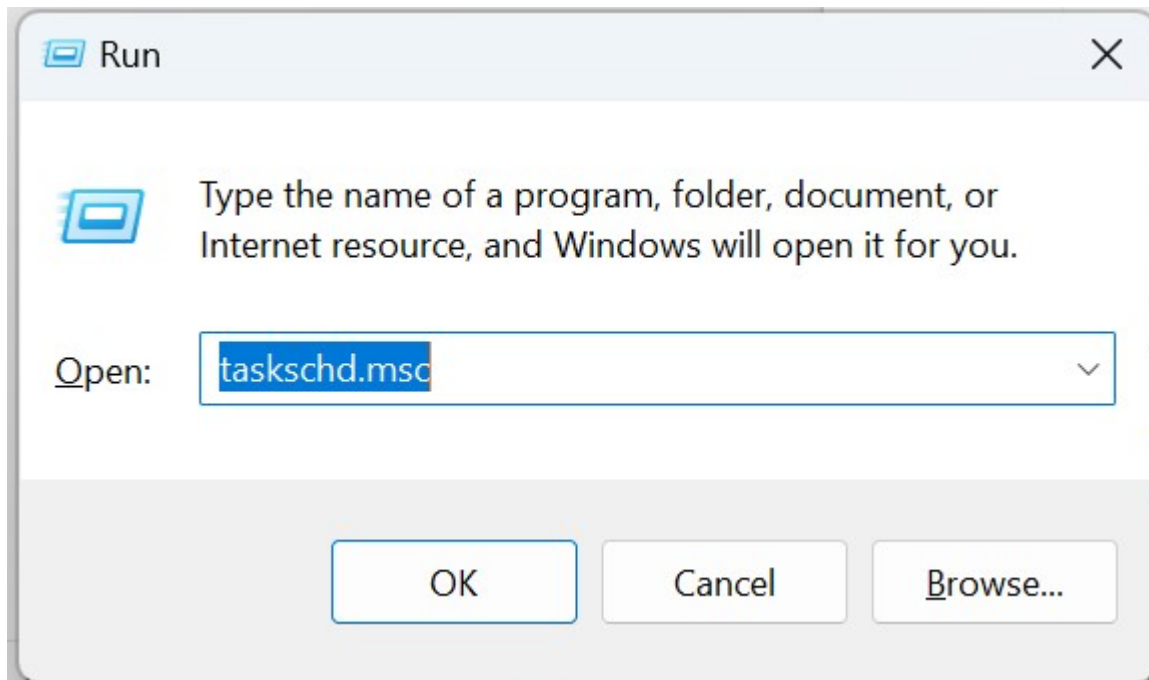 Run
Type the name of a program, folder, document, or
Internet resource, and Windows will open it for you.
Open:
taskschd.msc
OK
Cancel
Browse...